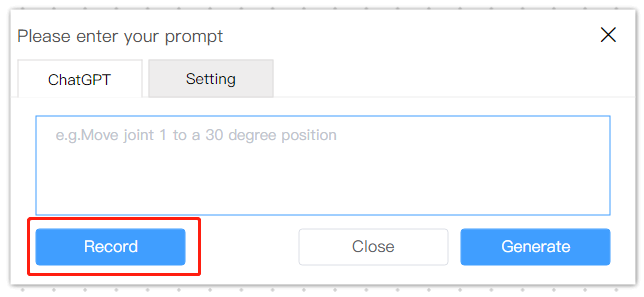 Please enter your prompt
ChatGPT Setting
e.g.Move joint 1 to a 30 degree position
Record Close Generate